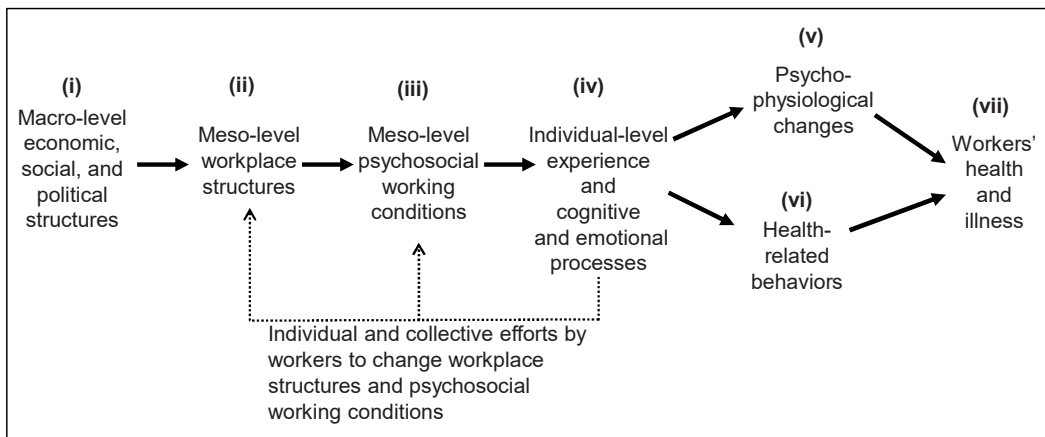 (i)
Macro-level
economic,
social, and
political
structures
(ii)
Meso-level
workplace
structures
(iii)
Meso-level
psychosocial
working
conditions
(iv)
Individual-level
experience
and
cognitive
and emotional
processes
(v)
Psycho-
physiological
changes
(vi)
Health-
related
behaviors
(vii)
Workers'
health
and
illness
Individual and collective efforts by
workers to change workplace
structures and psychosocial
working conditions